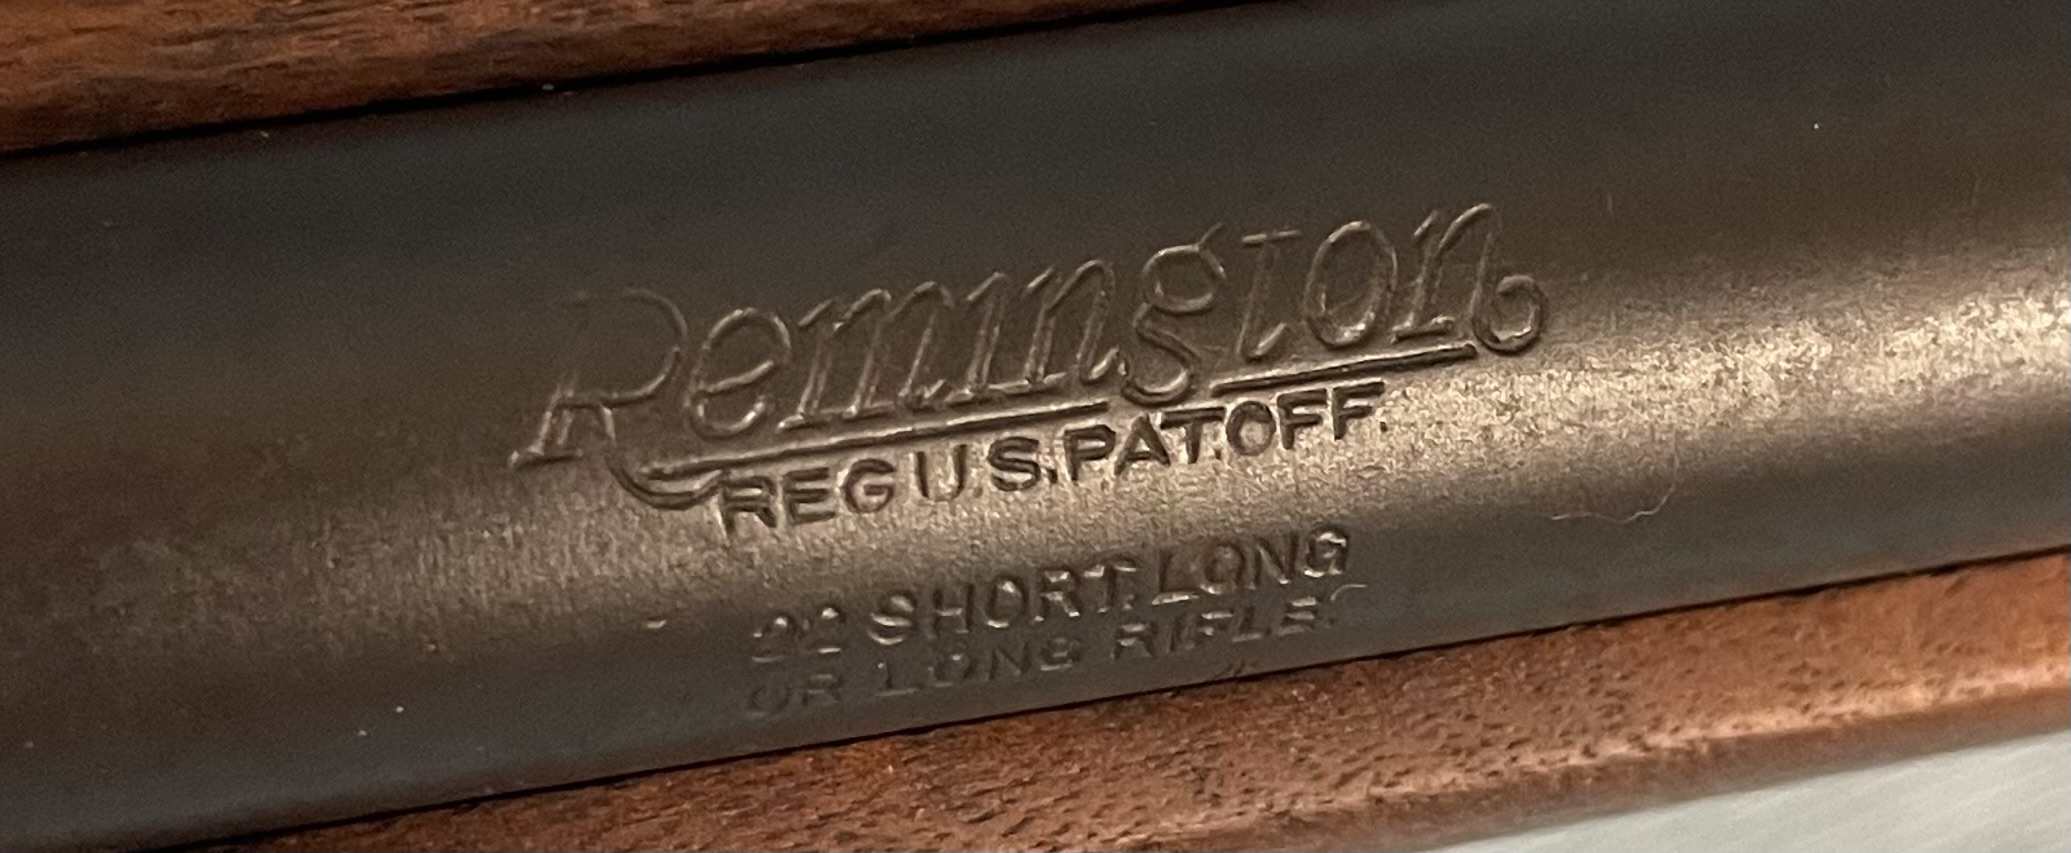 Remington
REG U.S.PAT.OFF.
22 SHORT.LONG
OR LONG RIFLE.